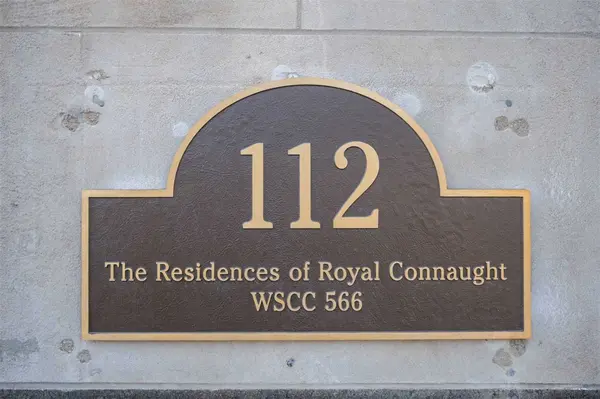 112
The Residences of Royal Connaught
WSCC 566